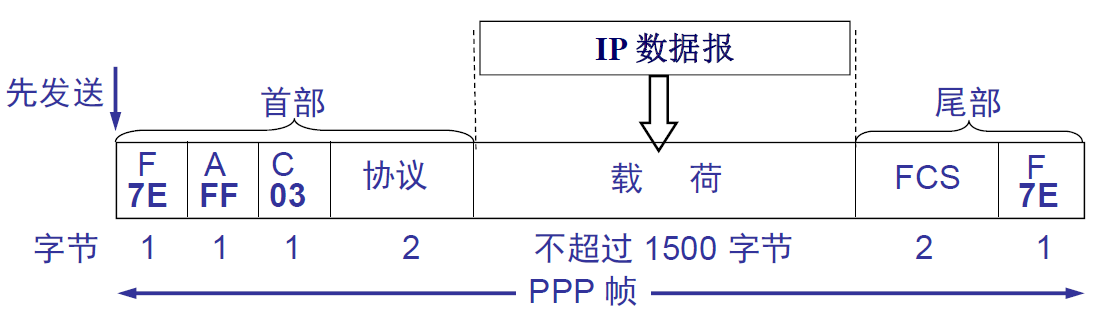 IP 数据报
先发送
首部
尾部
F A C 协议 载 荷 FCS F
7E FF 03 7E
字节 1 1 1 2 不超过 1500 字节 2 1
PPP 帧